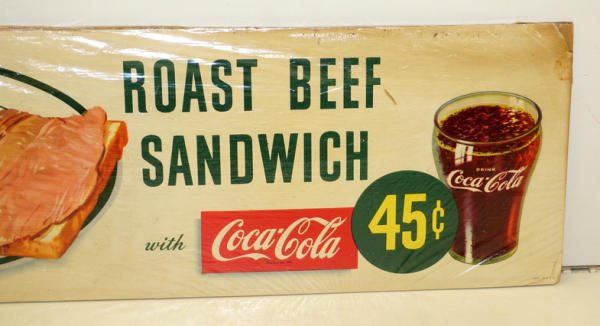 ROAST BEEF
SANDWICH
with Coca-Cola 45¢
DRINK
Coca-Cola